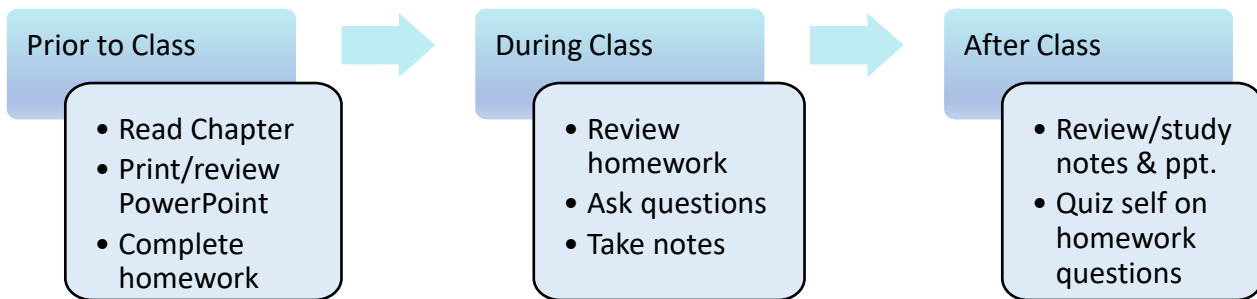 Prior to Class
• Read Chapter
• Print/review
PowerPoint
• Complete
homework
During Class
• Review
homework
• Ask questions
• Take notes
After Class
• Review/study
notes & ppt.
• Quiz self on
homework
questions